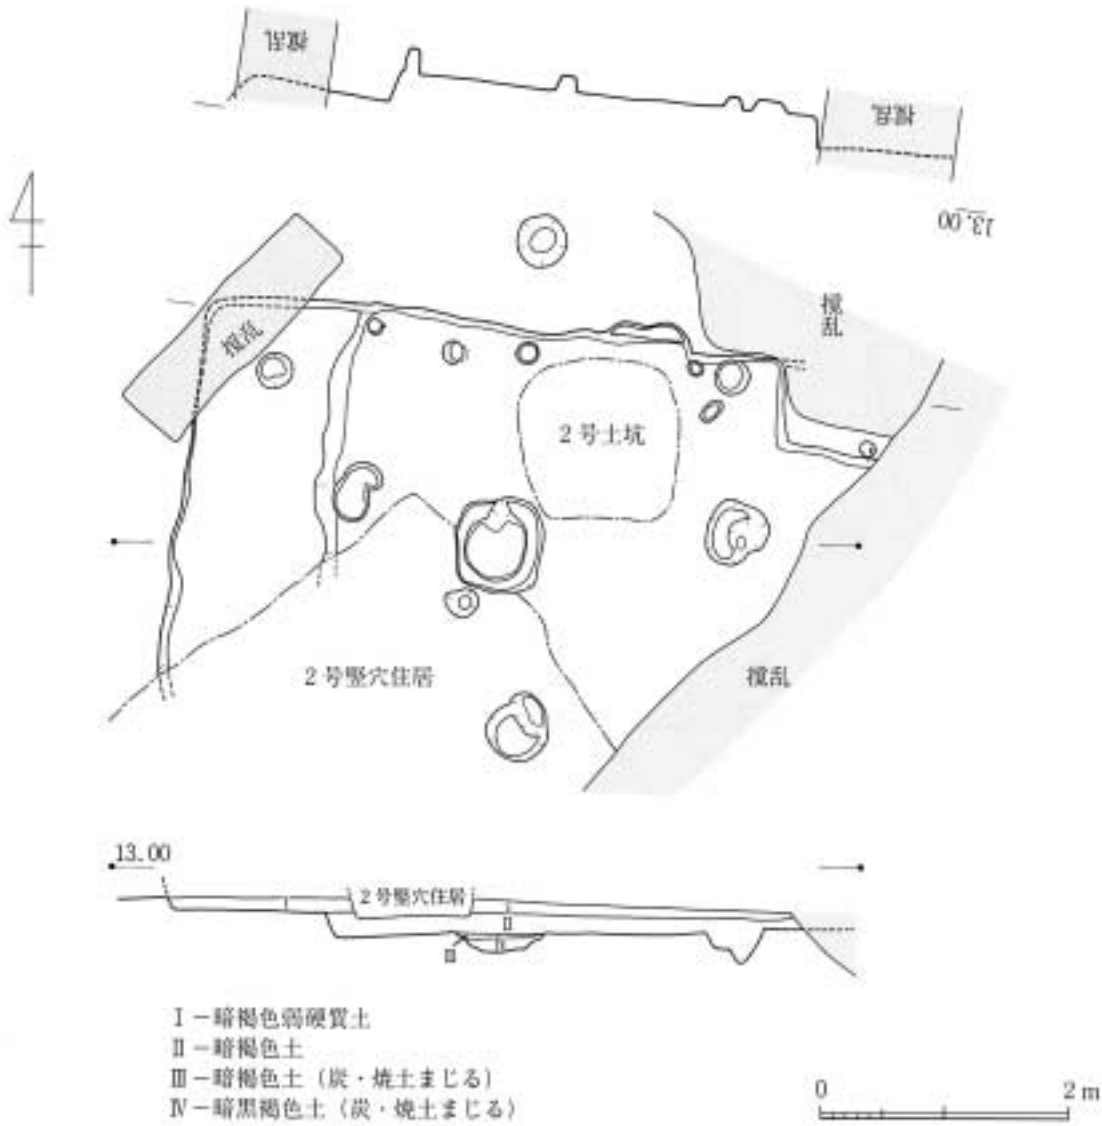 撹乱
撹乱
13.00
撹乱
撹乱
2号土坑
2号竪穴住居
撹乱
13.00
2号竪穴住居
I
I
II
III
IV
I－暗褐色弱硬質土
II－暗褐色土
III－暗褐色土（炭・焼土まじる）
IV－暗黒褐色土（炭・焼土まじる）
0 2m